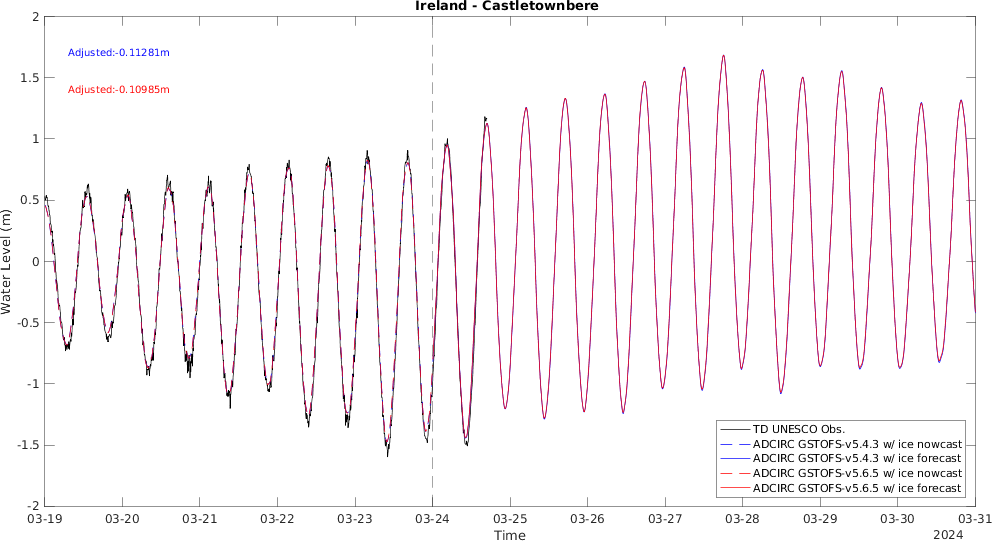 Ireland - Castletownbere
Adjusted:-0.11281m
Adjusted:-0.10985m
Water Level (m)
2
1.5
1
0.5
0
-0.5
-1
-1.5
-2
TD UNESCO Obs.
ADCIRC GSTOFS-v5.4.3 w/ ice nowcast
ADCIRC GSTOFS-v5.4.3 w/ ice forecast
ADCIRC GSTOFS-v5.6.5 w/ ice nowcast
ADCIRC GSTOFS-v5.6.5 w/ ice forecast
03-19 03-20 03-21 03-22 03-23 03-24 03-25 03-26 03-27 03-28 03-29 03-30 03-31
Time
2024